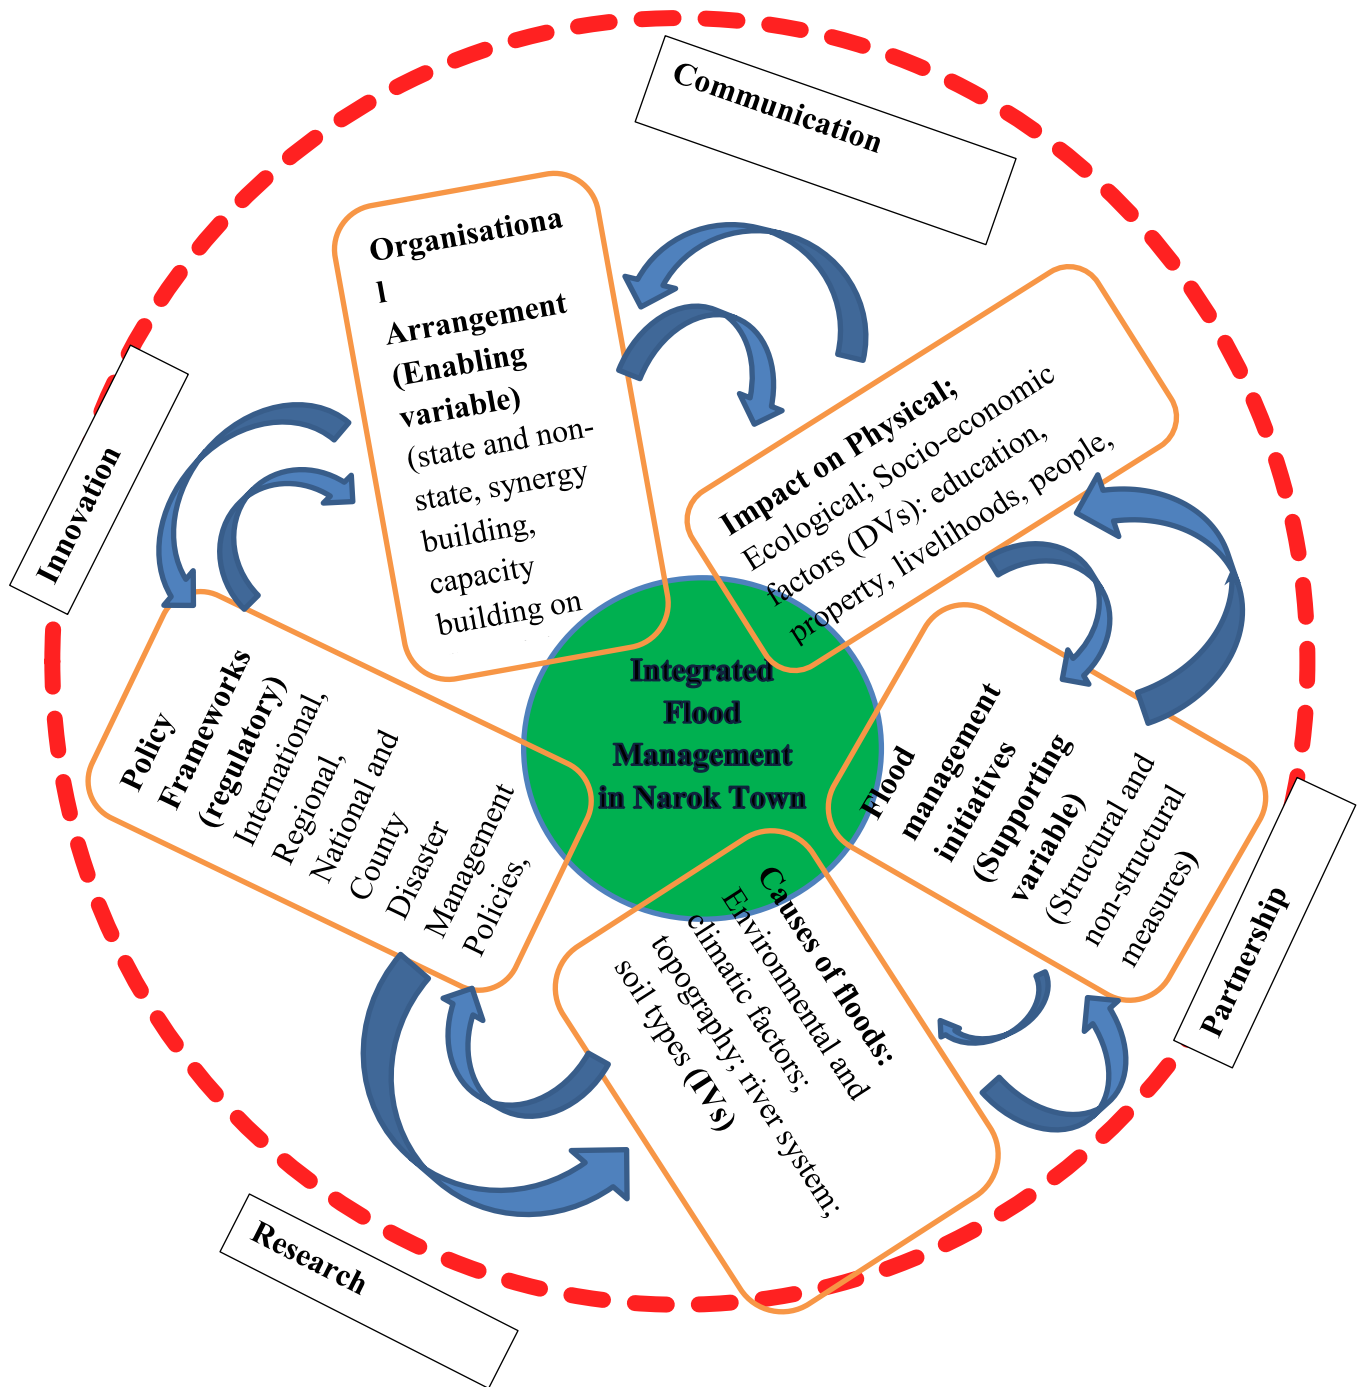 Communication
Organisationa
l
Arrangement
(Enabling
variable)
(state and non-
state, synergy
building,
capacity
building on
Impact on Physical;
Ecological; Socio-economic
factors (DVs): education,
property, livelihoods, people,
Innovation
Policy
Frameworks
(regulatory)
International,
Regional,
National and
County
Disaster
Management
Policies,
Integrated
Flood
Management
in Narok Town
Flood
management
initiatives
(Supporting
variable)
(Structural and
non-structural
measures)
Causes of floods:
Environmental and
climatic factors;
topography; river system;
soil types (IVs)
Partnership
Research